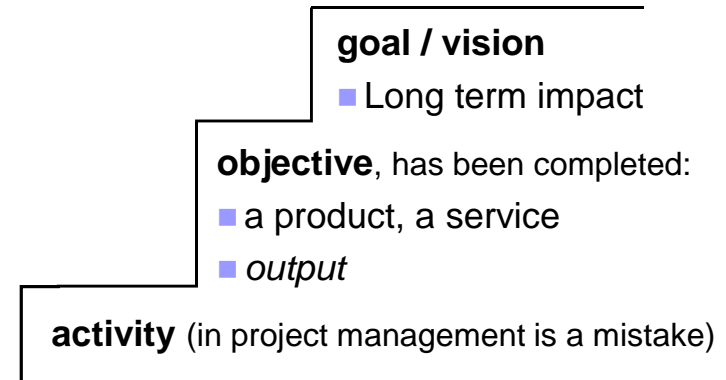 goal / vision
Long term impact
objective, has been completed:
a product, a service
output
activity (in project management is a mistake)